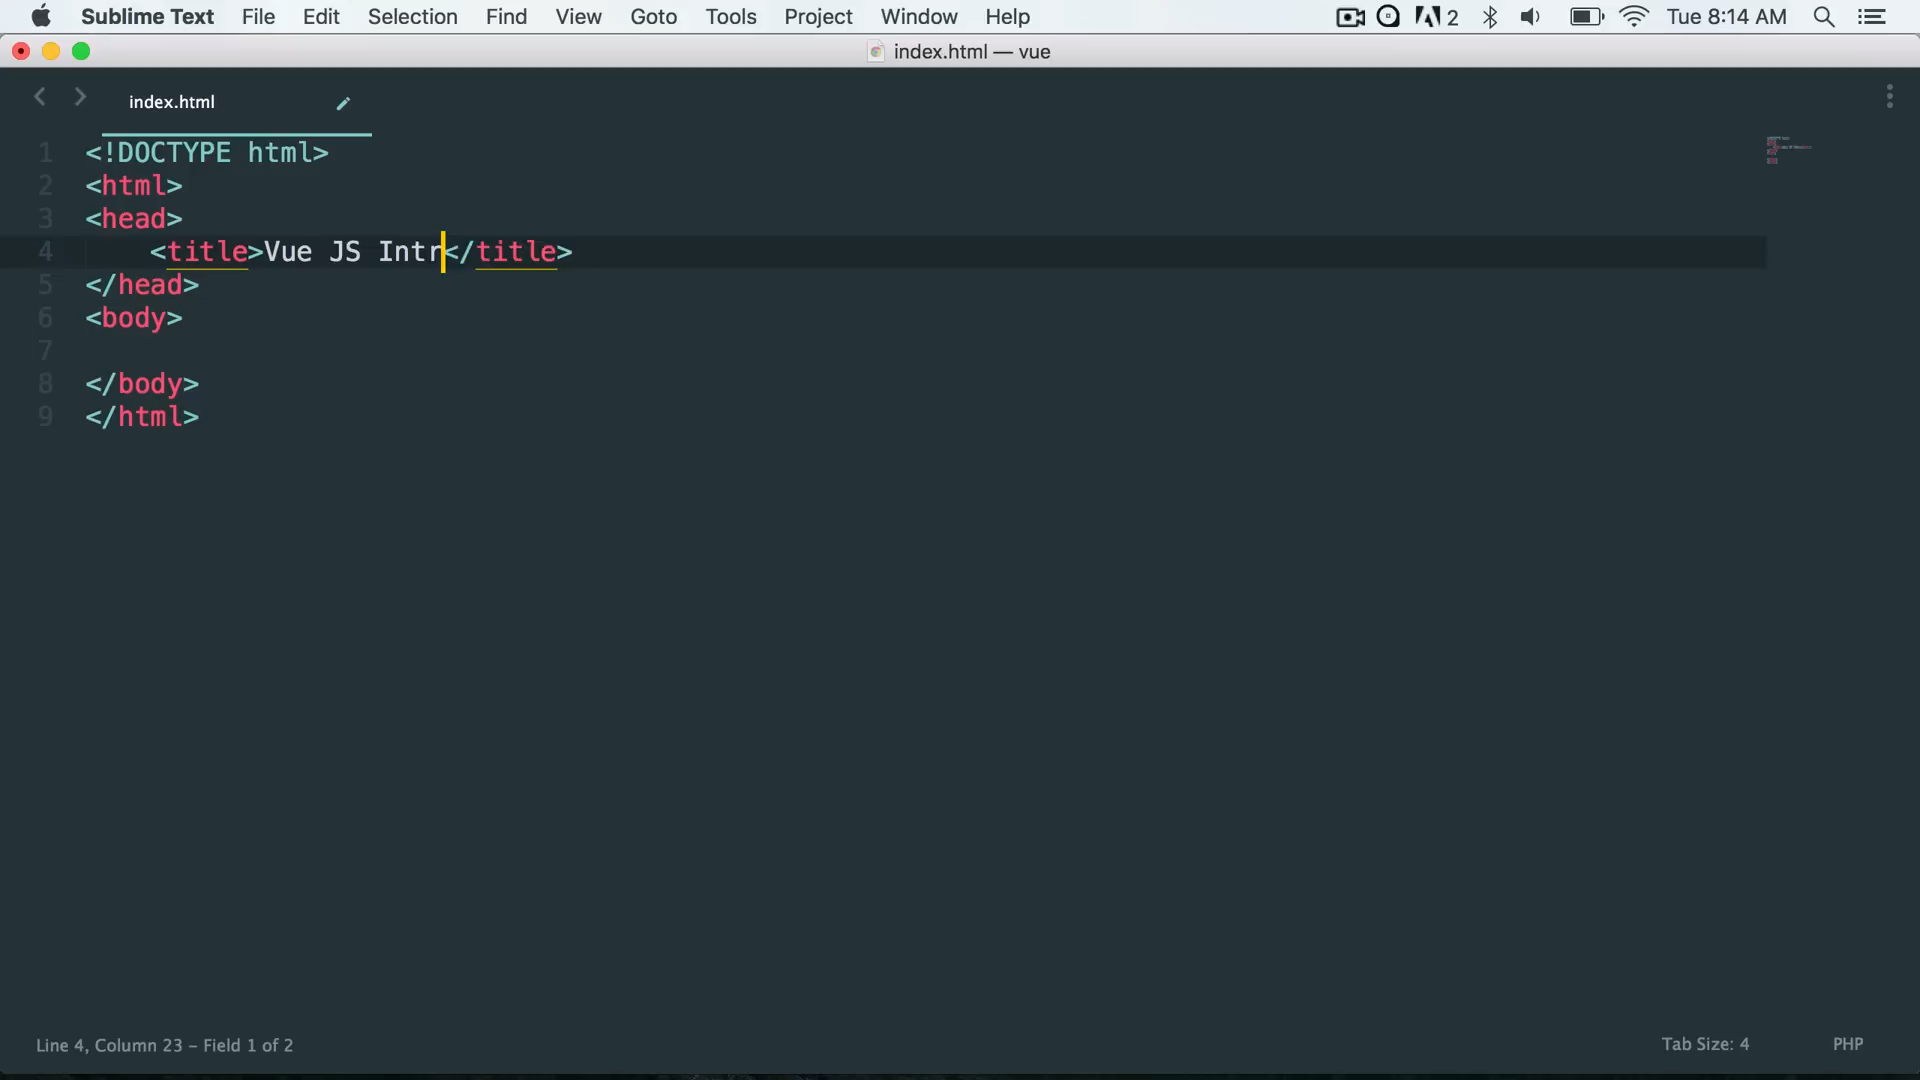 Sublime Text File Edit Selection Find View Goto Tools Project Window Help 2 Tue 8:14 AM
index.html — vue
index.html
1 <!DOCTYPE html>
2 <html>
3 <head>
4 <title>Vue JS Intr</title>
5 </head>
6 <body>
7
8 </body>
9 </html>
Line 4, Column 23 – Field 1 of 2 Tab Size: 4 PHP